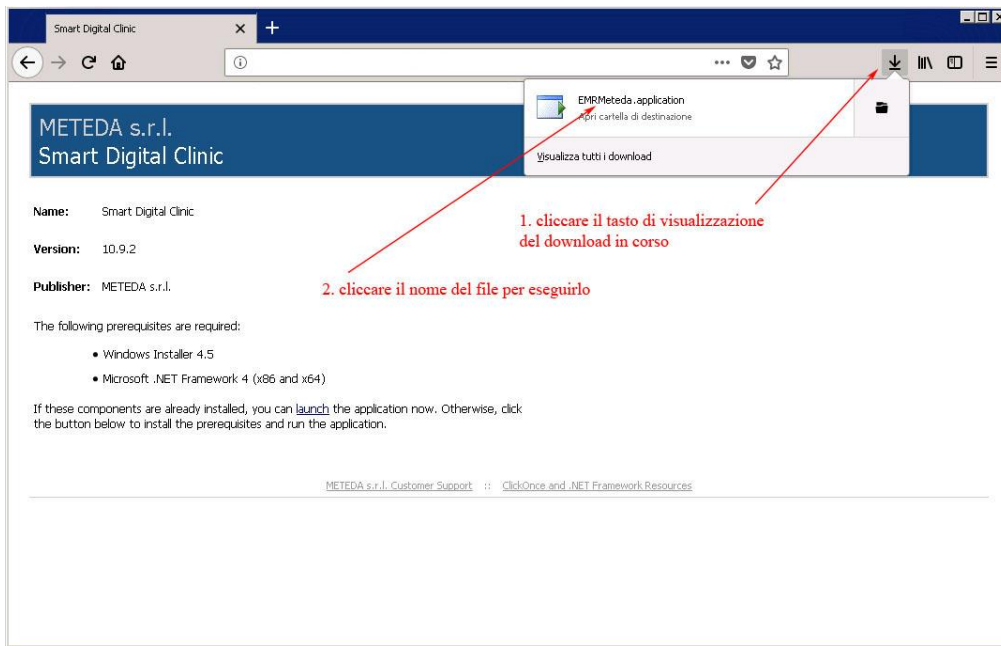 Smart Digital Clinic
EMRMeteda.application
Apri cartella di destinazione
Visualizza tutti i download
METEDA s.r.l.
Smart Digital Clinic
1. cliccare il tasto di visualizzazione
del download in corso
Name: Smart Digital Clinic
Version: 10.9.2
Publisher: METEDA s.r.l.
2. cliccare il nome del file per eseguirlo
The following prerequisites are required:
• Windows Installer 4.5
• Microsoft .NET Framework 4 (x86 and x64)
If these components are already installed, you can launch the application now. Otherwise, click
the button below to install the prerequisites and run the application.
METEDA s.r.l. Customer Support :: ClickOnce and .NET Framework Resources